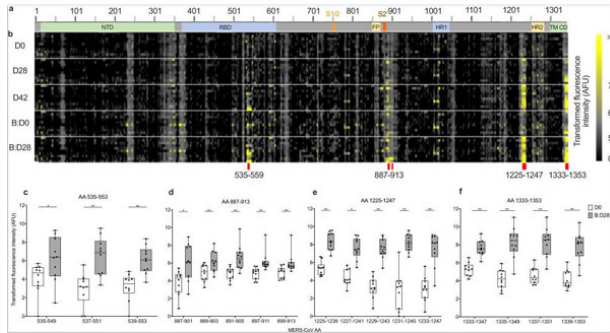 a
1 101 201 301 401 501 601 701 801 901 1001 1101 1201 1301
S1/2 S2'
NTD RBD FP HR1 HR2 TM CD
b
D0
D28
D42
B:D0
B:D28
Transformed fluorescence intensity (AFU)
535-559 887-913 1225-1247 1333-1353
c d e f
AA 535-553 AA 887-913 AA 1225-1247 AA 1333-1353
Transformed fluorescence intensity (AFU)
D0
B:D28
535-549 537-551 539-553 887-901 889-903 891-905 897-911 899-913 1225-1239 1227-1241 1229-1243 1231-1245 1233-1247 1333-1347 1335-1349 1337-1351 1339-1353
MERS-CoV AA